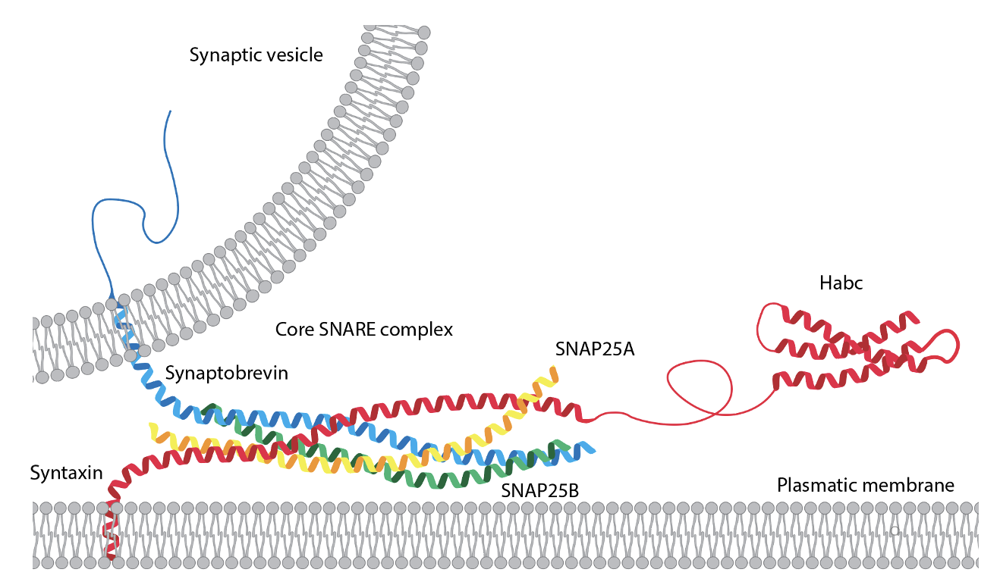 Synaptic vesicle
Habc
Core SNARE complex
SNAP25A
Synaptobrevin
Syntaxin
SNAP25B
Plasmatic membrane